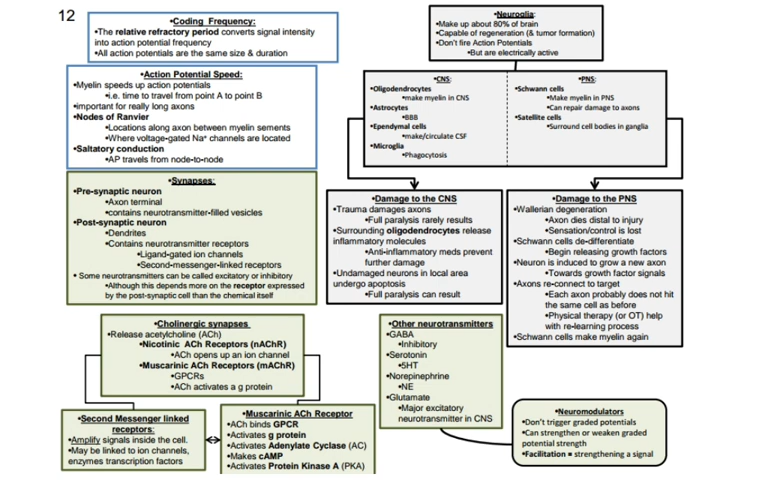 12
•Coding Frequency:
•The relative refractory period converts signal intensity
into action potential frequency
•All action potentials are the same size & duration
•Action Potential Speed:
•Myelin speeds up action potentials
•i.e. time to travel from point A to point B
•important for really long axons
•Nodes of Ranvier
•Locations along axon between myelin sements
•Where voltage-gated Na⁺ channels are located
•Saltatory conduction
•AP travels from node-to-node
•Synapses:
•Pre-synaptic neuron
•Axon terminal
•contains neurotransmitter-filled vesicles
•Post-synaptic neuron
•Dendrites
•Contains neurotransmitter receptors
•Ligand-gated ion channels
•Second-messenger-linked receptors
• Some neurotransmitters can be called excitatory or inhibitory
•Although this depends more on the receptor expressed
by the post-synaptic cell than the chemical itself
•Neuroglia:
•Make up about 80% of brain
•Capable of regeneration (& tumor formation)
•Don't fire Action Potentials
•But are electrically active
•CNS:
•Oligodendrocytes
•make myelin in CNS
•Astrocytes
•BBB
•Ependymal cells
•make/circulate CSF
•Microglia
•Phagocytosis
•PNS:
•Schwann cells
•Make myelin in PNS
•Can repair damage to axons
•Satellite cells
•Surround cell bodies in ganglia
•Damage to the CNS
•Trauma damages axons
•Full paralysis rarely results
•Surrounding oligodendrocytes release
inflammatory molecules
•Anti-inflammatory meds prevent
further damage
•Undamaged neurons in local area
undergo apoptosis
•Full paralysis can result
•Damage to the PNS
•Wallerian degeneration
•Axon dies distal to injury
•Sensation/control is lost
•Schwann cells de-differentiate
•Begin releasing growth factors
•Neuron is induced to grow a new axon
•Towards growth factor signals
•Axons re-connect to target
•Each axon probably does not hit
the same cell as before
•Physical therapy (or OT) help
with re-learning process
•Schwann cells make myelin again
•Cholinergic synapses
•Release acetylcholine (ACh)
•Nicotinic ACh Receptors (nAChR)
•ACh opens up an ion channel
•Muscarinic ACh Receptors (mAChR)
•GPCRs
•ACh activates a g protein
•Other neurotransmitters
•GABA
•Inhibitory
•Serotonin
•5HT
•Norepinephrine
•NE
•Glutamate
•Major excitatory
neurotransmitter in CNS
•Second Messenger linked
receptors:
•Amplify signals inside the cell.
•May be linked to ion channels,
enzymes transcription factors
•Muscarinic ACh Receptor
•ACh binds GPCR
•Activates g protein
•Activates Adenylate Cyclase (AC)
•Makes cAMP
•Activates Protein Kinase A (PKA)
•Neuromodulators
•Don't trigger graded potentials
•Can strengthen or weaken graded
potential strength
•Facilitation = strengthening a signal